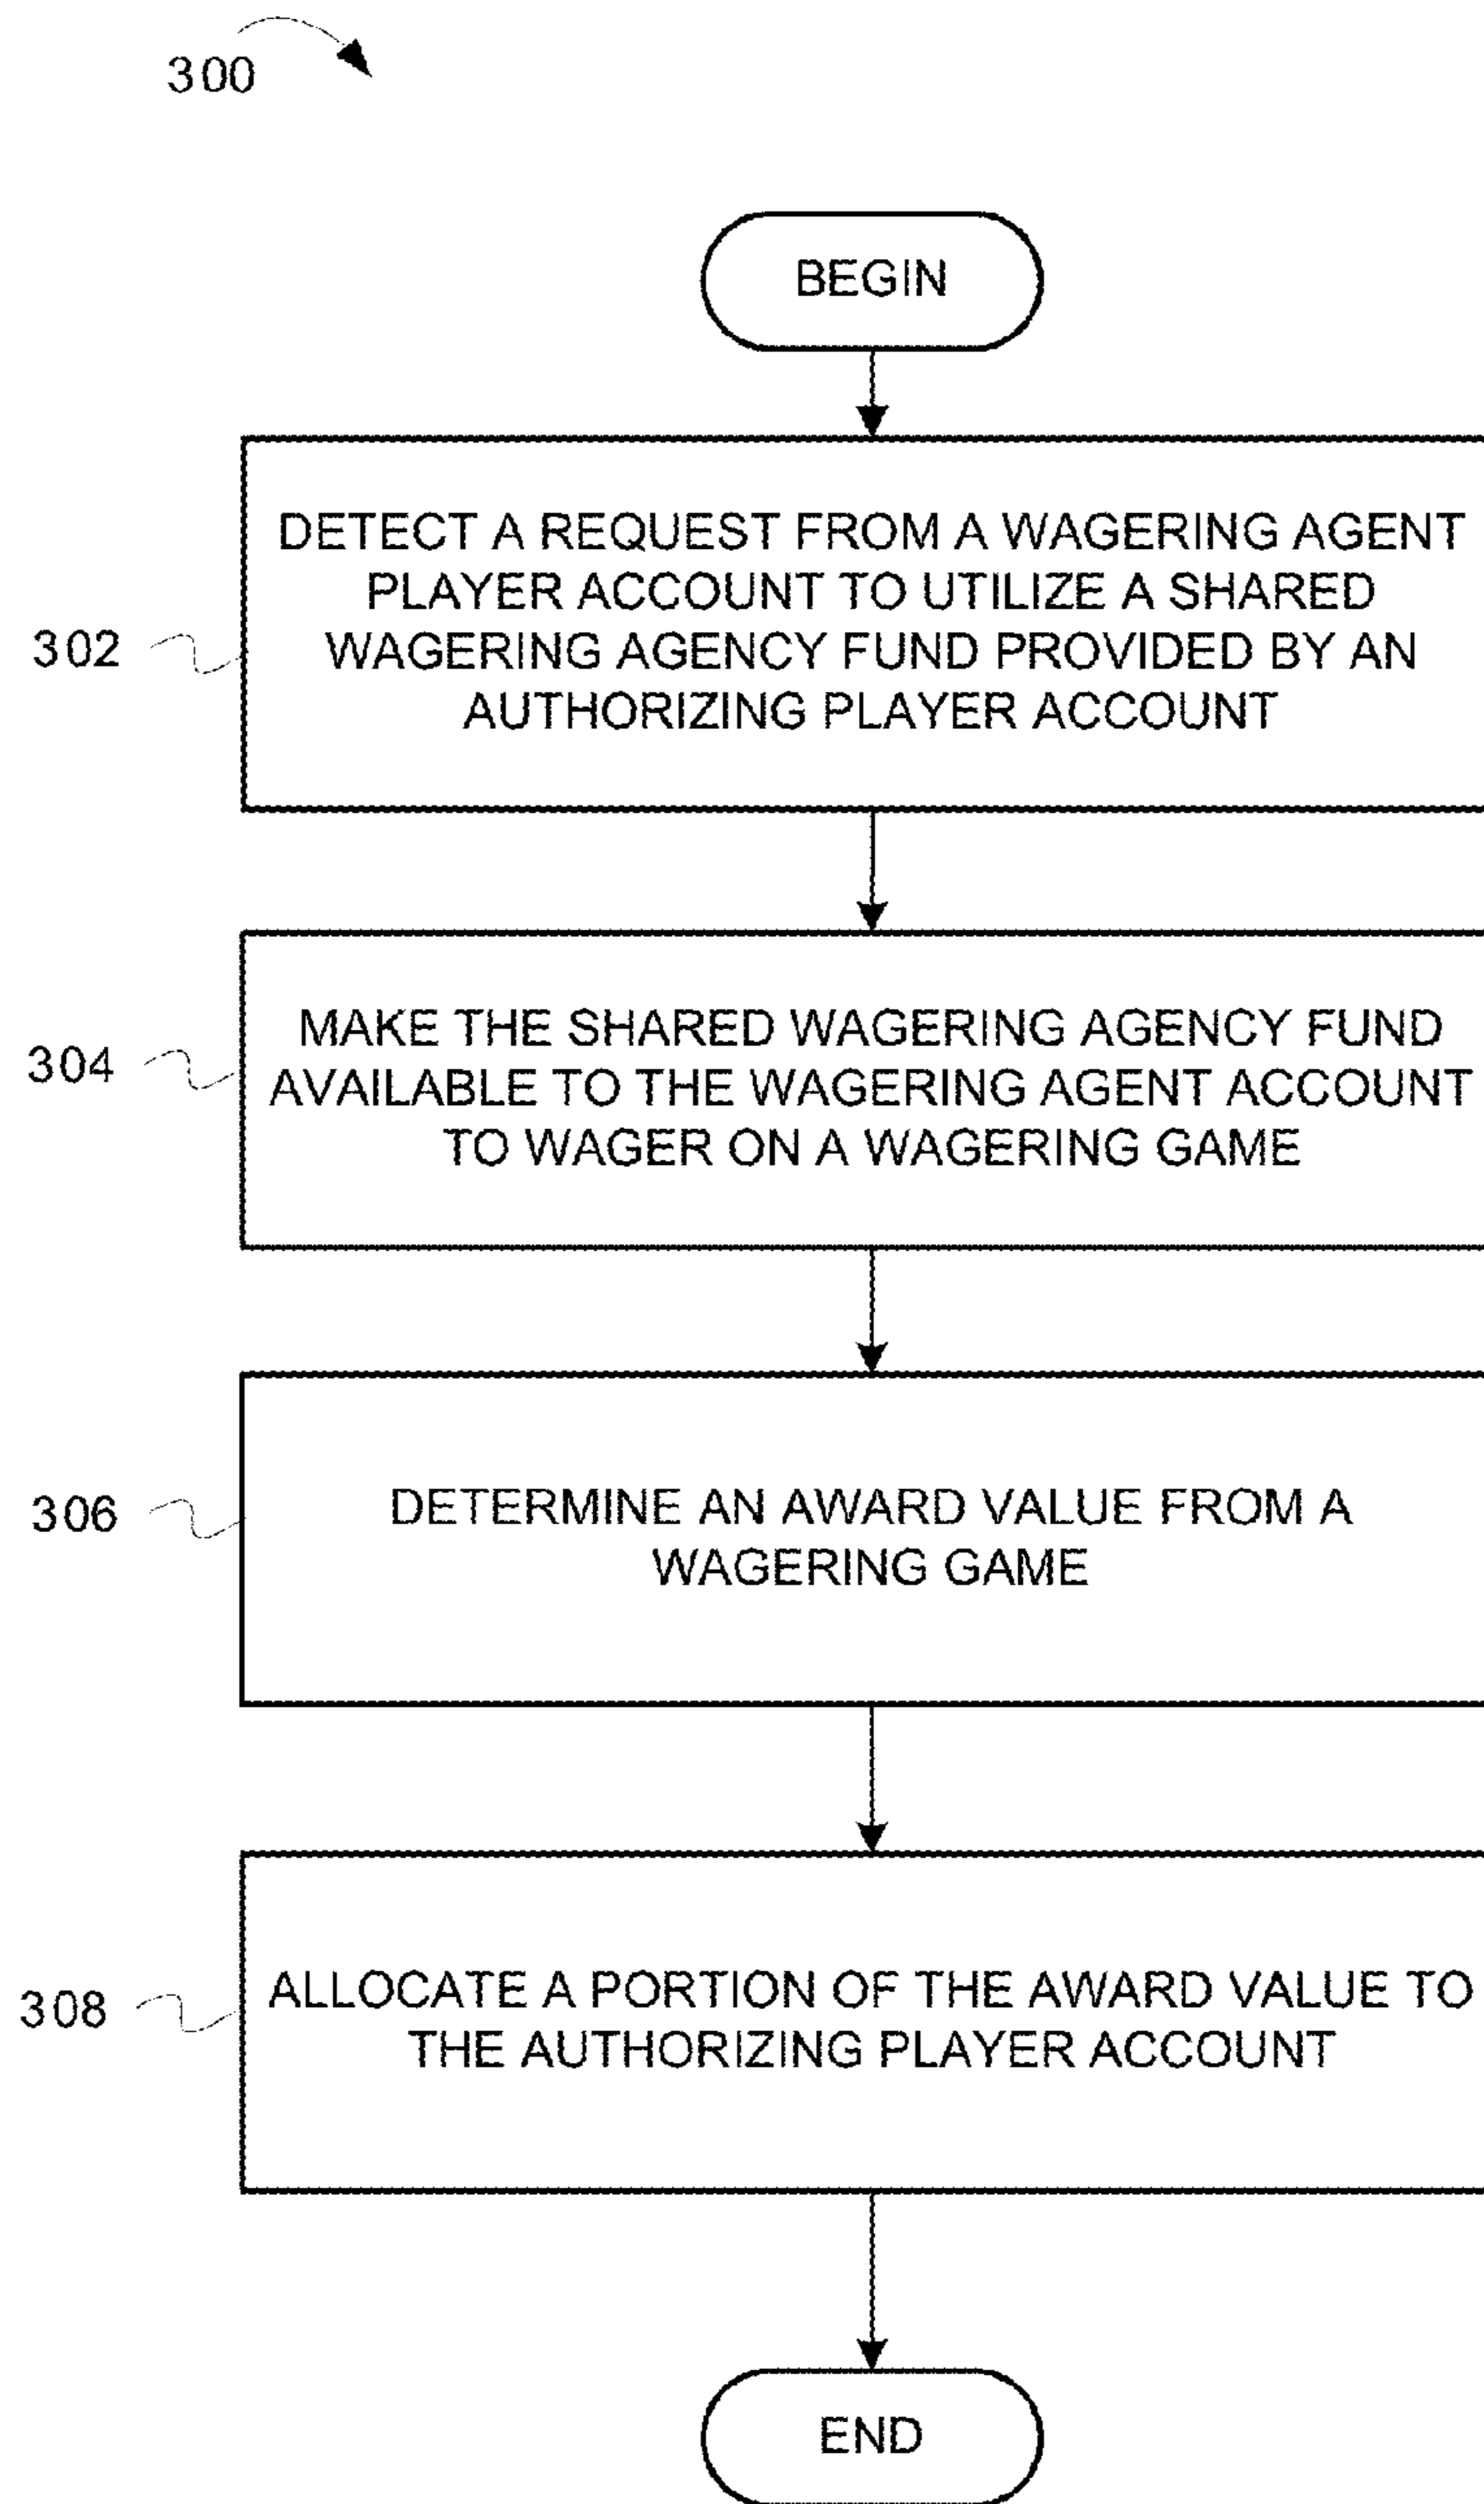 300
BEGIN
DETECT A REQUEST FROM A WAGERING AGENT
PLAYER ACCOUNT TO UTILIZE A SHARED
WAGERING AGENCY FUND PROVIDED BY AN
AUTHORIZING PLAYER ACCOUNT
302
MAKE THE SHARED WAGERING AGENCY FUND
AVAILABLE TO THE WAGERING AGENT ACCOUNT
TO WAGER ON A WAGERING GAME
304
DETERMINE AN AWARD VALUE FROM A
WAGERING GAME
306
ALLOCATE A PORTION OF THE AWARD VALUE TO
THE AUTHORIZING PLAYER ACCOUNT
308
END